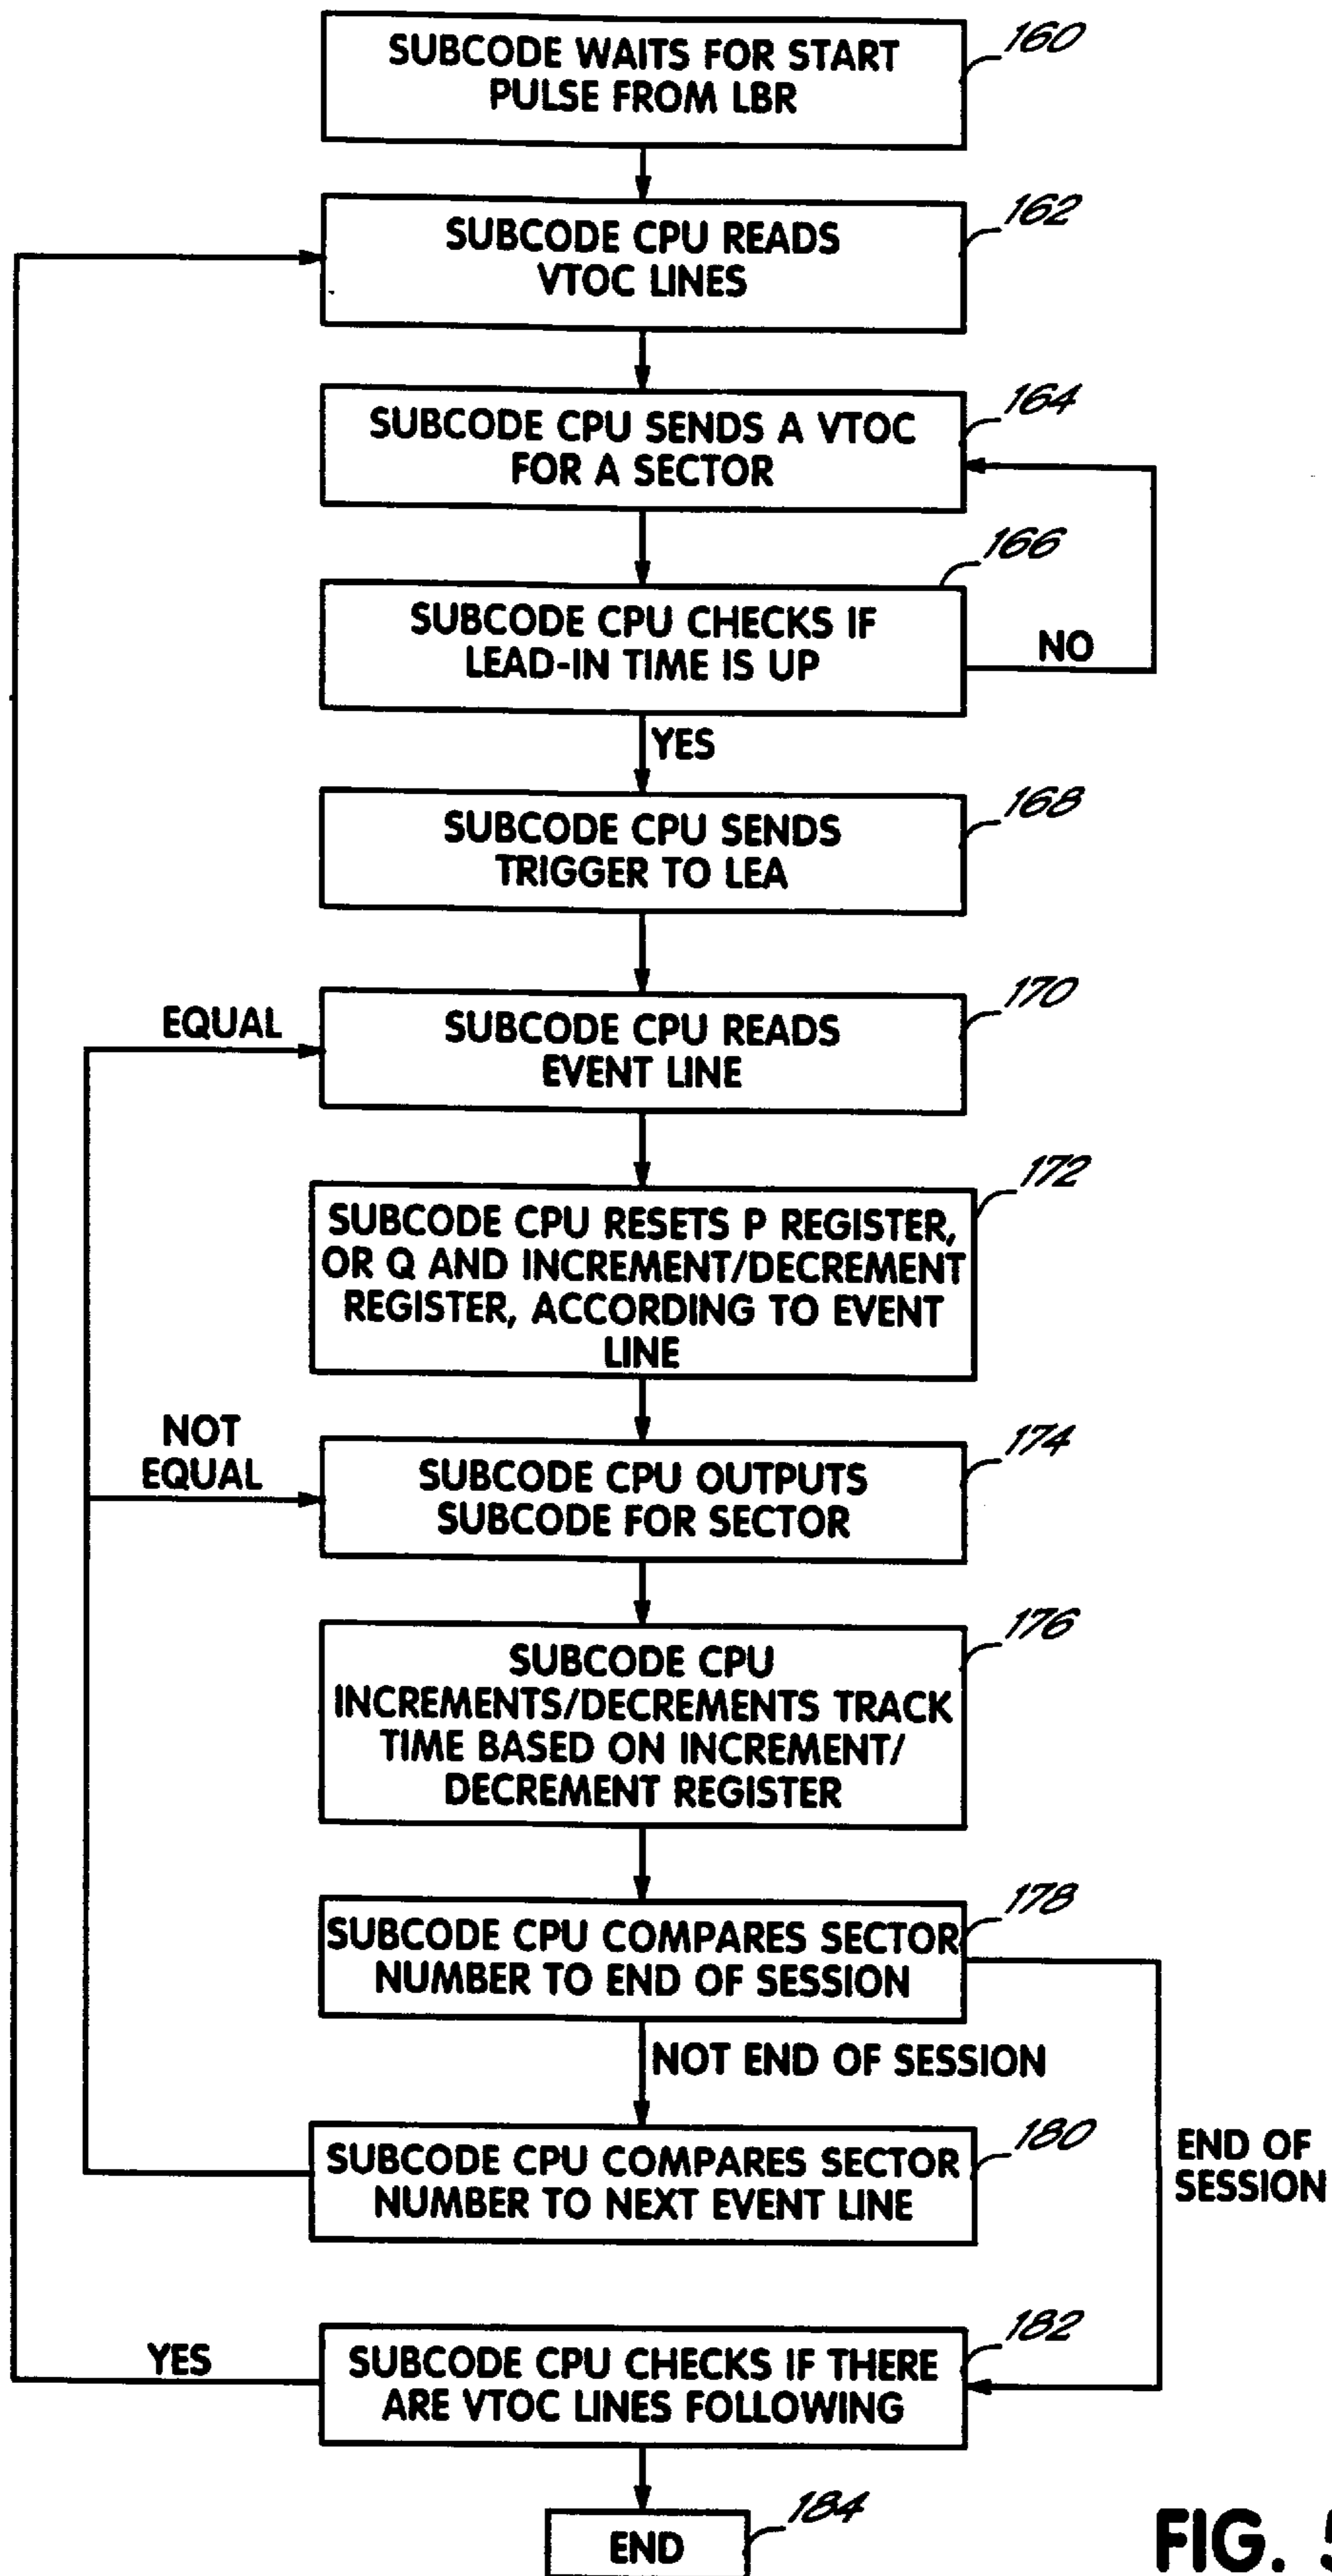 SUBCODE WAITS FOR START
PULSE FROM LBR
160
SUBCODE CPU READS
VTOC LINES
162
SUBCODE CPU SENDS A VTOC
FOR A SECTOR
164
SUBCODE CPU CHECKS IF
LEAD-IN TIME IS UP
166
NO
YES
SUBCODE CPU SENDS
TRIGGER TO LEA
168
EQUAL
SUBCODE CPU READS
EVENT LINE
170
SUBCODE CPU RESETS P REGISTER,
OR Q AND INCREMENT/DECREMENT
REGISTER, ACCORDING TO EVENT
LINE
172
NOT
EQUAL
SUBCODE CPU OUTPUTS
SUBCODE FOR SECTOR
174
SUBCODE CPU
INCREMENTS/DECREMENTS TRACK
TIME BASED ON INCREMENT/
DECREMENT REGISTER
176
SUBCODE CPU COMPARES SECTOR
NUMBER TO END OF SESSION
178
NOT END OF SESSION
SUBCODE CPU COMPARES SECTOR
NUMBER TO NEXT EVENT LINE
180
END OF
SESSION
YES
SUBCODE CPU CHECKS IF THERE
ARE VTOC LINES FOLLOWING
182
END
184
FIG. 5